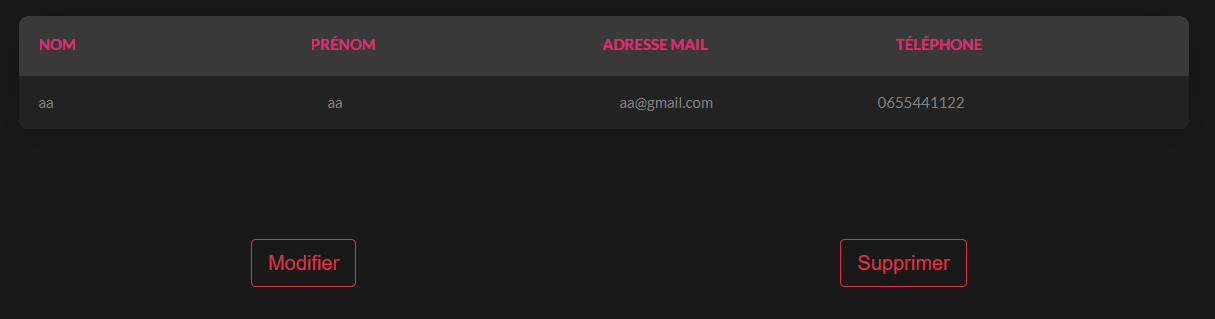 NOM PRÉNOM ADRESSE MAIL TÉLÉPHONE
aa aa aa@gmail.com 0655441122
Modifier Supprimer